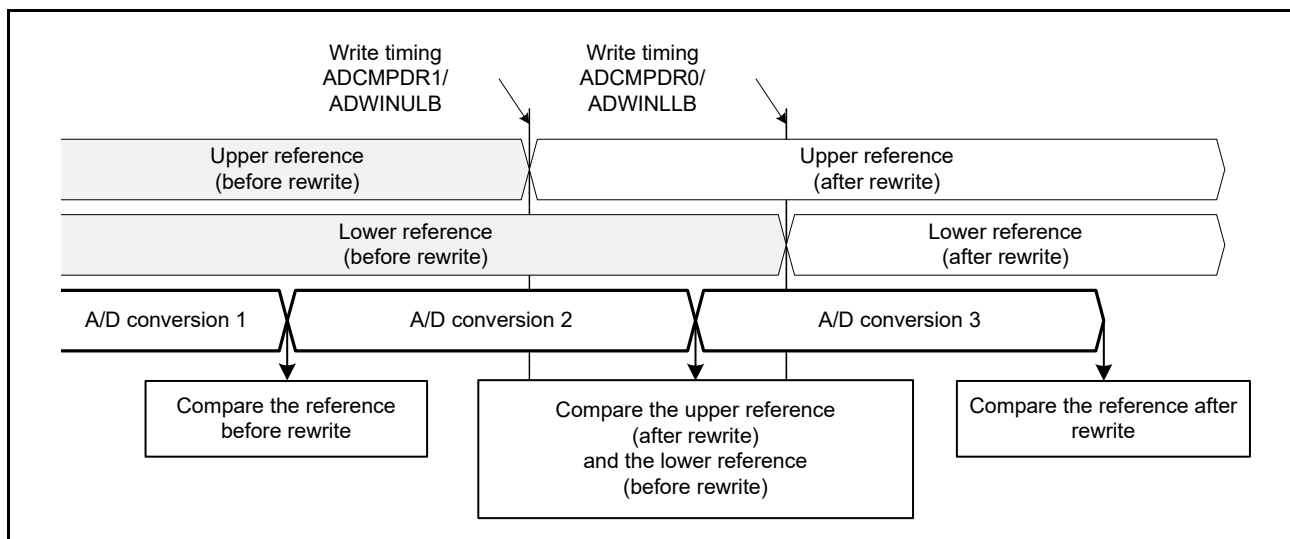 Write timing
ADCMPDR1/
ADWINULB
Write timing
ADCMPDR0/
ADWINLLB
Upper reference
(before rewrite)
Upper reference
(after rewrite)
Lower reference
(before rewrite)
Lower reference
(after rewrite)
A/D conversion 1
A/D conversion 2
A/D conversion 3
Compare the reference
before rewrite
Compare the upper reference
(after rewrite)
and the lower reference
(before rewrite)
Compare the reference after
rewrite